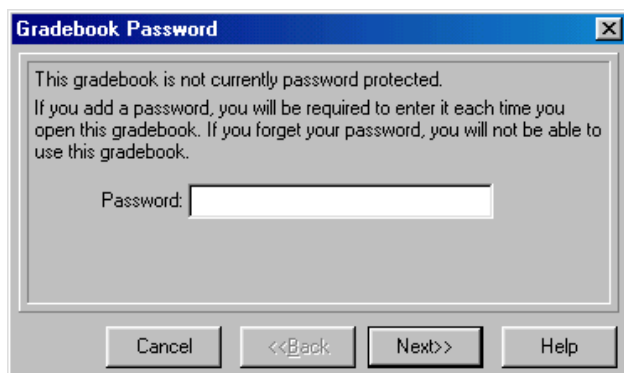 Gradebook Password
This gradebook is not currently password protected.
If you add a password, you will be required to enter it each time you
open this gradebook. If you forget your password, you will not be able to
use this gradebook.
Password:
Cancel
<<Back
Next>>
Help